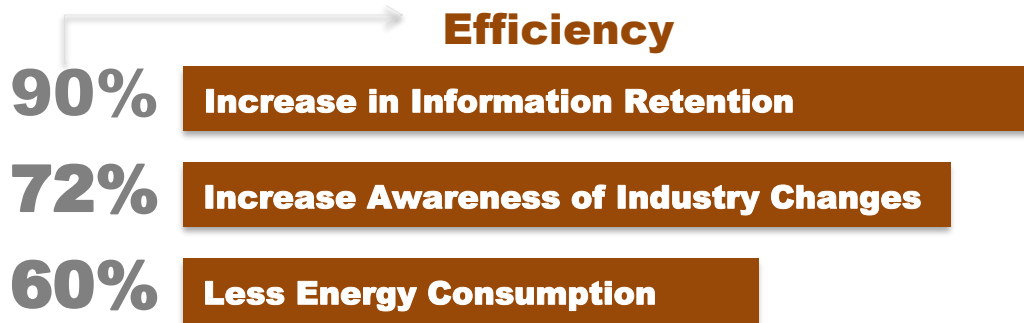 Efficiency
90% Increase in Information Retention
72% Increase Awareness of Industry Changes
60% Less Energy Consumption